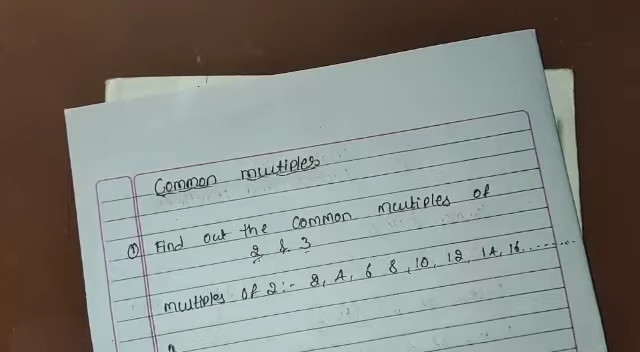 Common multiples
① Find out the common multiples of
2 & 3
multiples of 2:- 2, 4, 6 8, 10, 12, 14, 16........